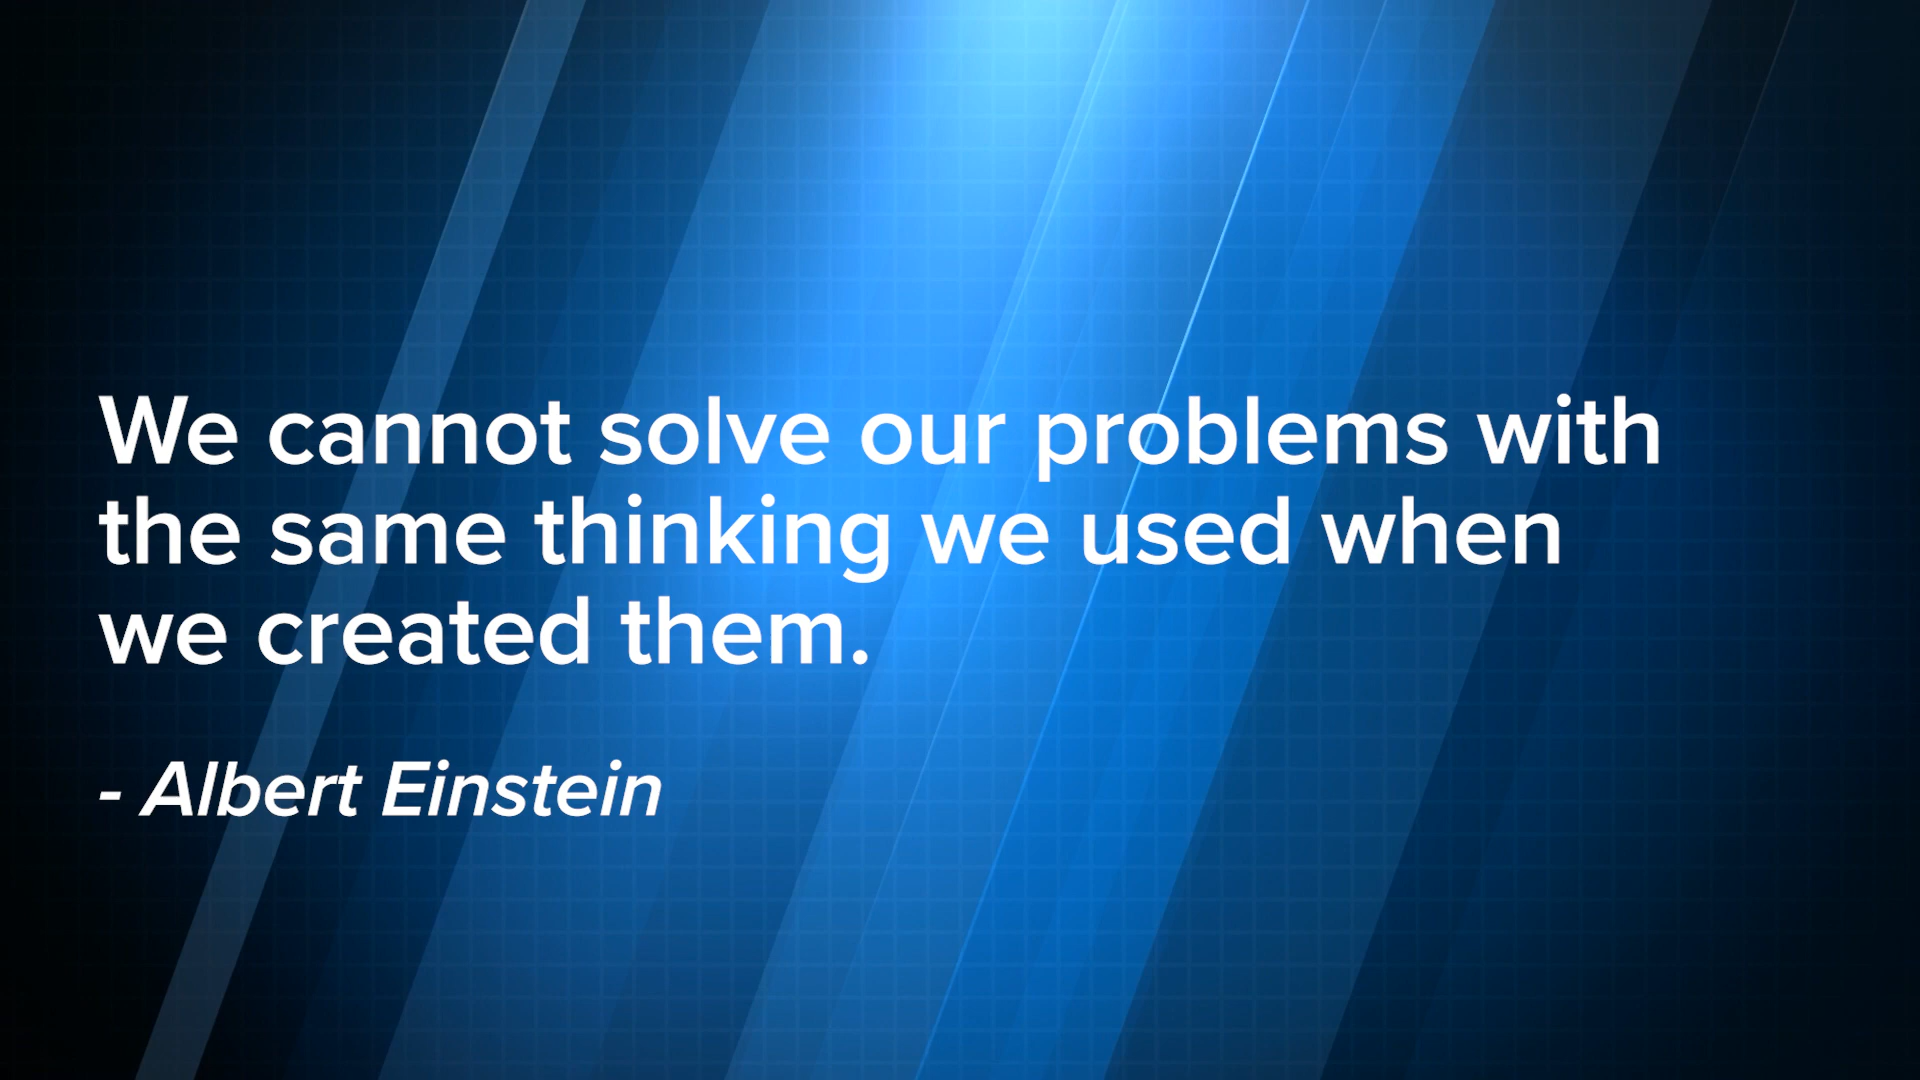 We cannot solve our problems with
the same thinking we used when
we created them.
- Albert Einstein